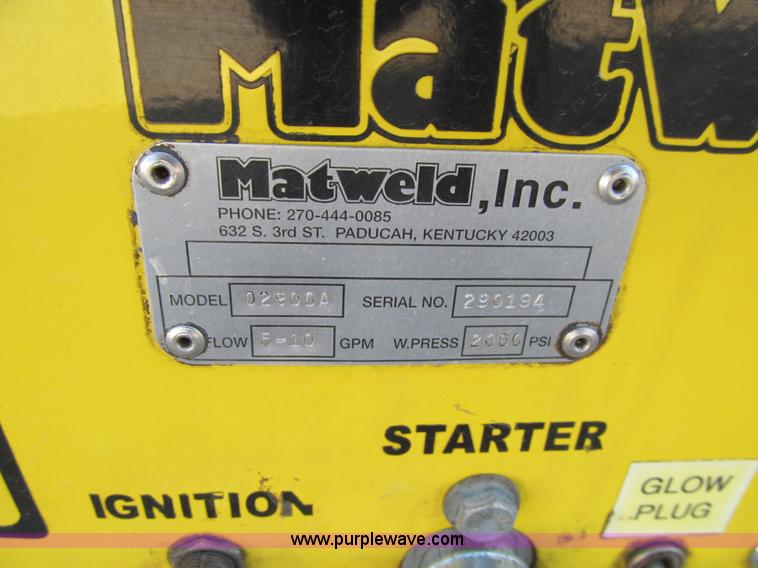 MatW
Matweld, Inc.
PHONE: 270-444-0085
632 S. 3rd ST. PADUCAH, KENTUCKY 42003
MODEL 02900A SERIAL NO. 290194
FLOW 5-10 GPM W.PRESS 2000 PSI
STARTER
IGNITION
GLOW
PLUG
www.purplewave.com